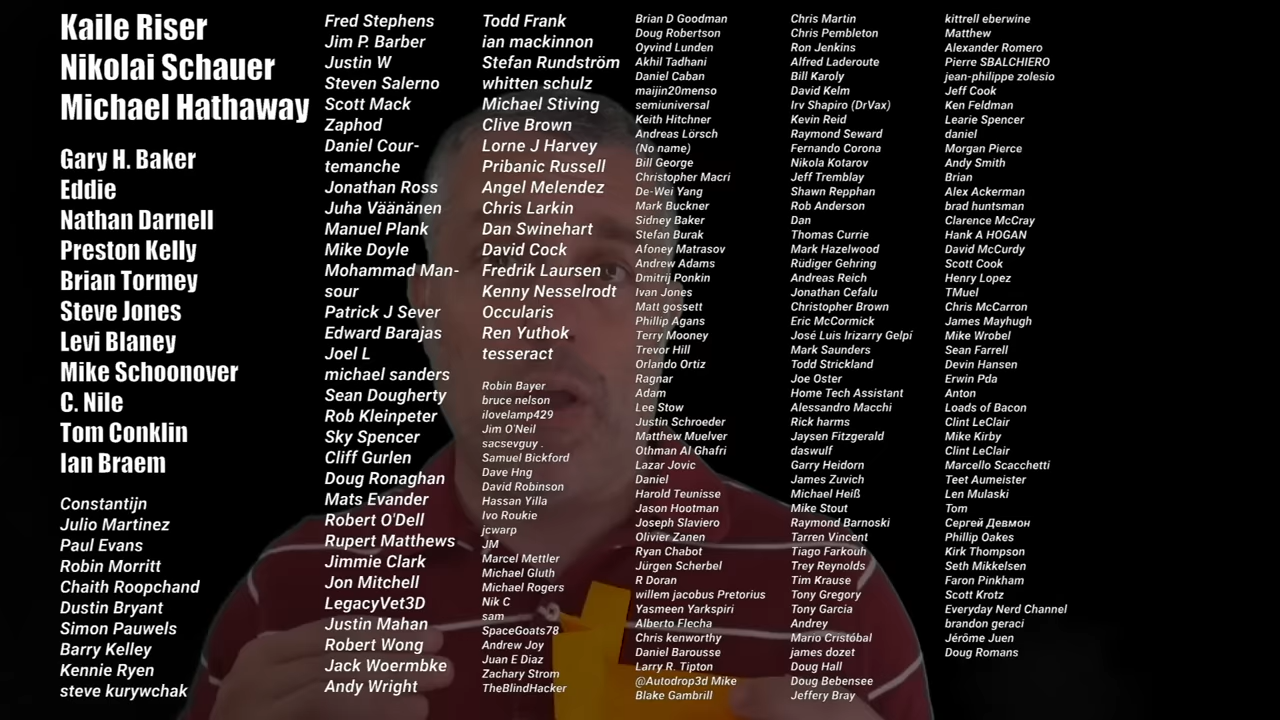 Kaile Riser
Nikolai Schauer
Michael Hathaway
Gary H. Baker
Eddie
Nathan Darnell
Preston Kelly
Brian Tormey
Steve Jones
Levi Blaney
Mike Schoonover
C. Nile
Tom Conklin
Ian Braem
Constantijn
Julio Martinez
Paul Evans
Robin Morritt
Chaith Roopchand
Dustin Bryant
Simon Pauwels
Barry Kelley
Kennie Ryen
steve kurywchak
Fred Stephens
Jim P. Barber
Justin W
Steven Salerno
Scott Mack
Zaphod
Daniel Cour-
temanche
Jonathan Ross
Juha Väänänen
Manuel Plank
Mike Doyle
Mohammad Man-
sour
Patrick J Sever
Edward Barajas
Joel L
michael sanders
Sean Dougherty
Rob Kleinpeter
Sky Spencer
Cliff Gurlen
Doug Ronaghan
Mats Evander
Robert O'Dell
Rupert Matthews
Jimmie Clark
Jon Mitchell
LegacyVet3D
Justin Mahan
Robert Wong
Jack Woermbke
Andy Wright
Todd Frank
ian mackinnon
Stefan Rundström
whitten schulz
Michael Stiving
Clive Brown
Lorne J Harvey
Pribanic Russell
Angel Melendez
Chris Larkin
Dan Swinehart
David Cock
Fredrik Laursen
Kenny Nesselrodt
Occularis
Ren Yuthok
tesseract
Robin Bayer
bruce nelson
ilovelamp429
Jim O'Neil
sacsevguy .
Samuel Bickford
Dave Hng
David Robinson
Hassan Yilla
Ivo Roukie
jcwarp
JM
Marcel Mettler
Michael Gluth
Michael Rogers
Nik C
sam
SpaceGoats78
Andrew Joy
Juan E Diaz
Zachary Strom
TheBlindHacker
Brian D Goodman
Doug Robertson
Oyvind Lunden
Akhil Tadhani
Daniel Caban
maijin20menso
semiuniversal
Keith Hitchner
Andreas Lörsch
(No name)
Bill George
Christopher Macri
De-Wei Yang
Mark Buckner
Sidney Baker
Stefan Burak
Afoney Matrasov
Andrew Adams
Dmitrij Ponkin
Ivan Jones
Matt gossett
Phillip Agans
Terry Mooney
Trevor Hill
Orlando Ortiz
Ragnar
Adam
Lee Stow
Justin Schroeder
Matthew Muelver
Othman Al Ghafri
Lazar Jovic
Daniel
Harold Teunisse
Jason Hootman
Joseph Slaviero
Olivier Zanen
Ryan Chabot
Jürgen Scherbel
R Doran
willem jacobus Pretorius
Yasmeen Yarkspiri
Alberto Flecha
Chris kenworthy
Daniel Barousse
Larry R. Tipton
@Autodrop3d Mike
Blake Gambrill
Chris Martin
Chris Pembleton
Ron Jenkins
Alfred Laderoute
Bill Karoly
David Kelm
Irv Shapiro (DrVax)
Kevin Reid
Raymond Seward
Fernando Corona
Nikola Kotarov
Jeff Tremblay
Shawn Repphan
Rob Anderson
Dan
Thomas Currie
Mark Hazelwood
Rüdiger Gehring
Andreas Reich
Jonathan Cefalu
Christopher Brown
Eric McCormick
José Luis Irizarry Gelpí
Mark Saunders
Todd Strickland
Joe Oster
Home Tech Assistant
Alessandro Macchi
Rick harms
Jaysen Fitzgerald
daswulf
Garry Heidorn
James Zuvich
Michael Heiß
Mike Stout
Raymond Barnoski
Tarren Vincent
Tiago Farkouh
Trey Reynolds
Tim Krause
Tony Gregory
Tony Garcia
Andrey
Mario Cristóbal
james dozet
Doug Hall
Doug Bebensee
Jeffery Bray
kittrell eberwine
Matthew
Alexander Romero
Pierre SBALCHIERO
jean-philippe zolesio
Jeff Cook
Ken Feldman
Learie Spencer
daniel
Morgan Pierce
Andy Smith
Brian
Alex Ackerman
brad huntsman
Clarence McCray
Hank A HOGAN
David McCurdy
Scott Cook
Henry Lopez
TMuel
Chris McCarron
James Mayhugh
Mike Wrobel
Sean Farrell
Devin Hansen
Erwin Pda
Anton
Loads of Bacon
Clint LeClair
Mike Kirby
Clint LeClair
Marcello Scacchetti
Teet Aumeister
Len Mulaski
Tom
Сергей Девмон
Phillip Oakes
Kirk Thompson
Seth Mikkelsen
Faron Pinkham
Scott Krotz
Everyday Nerd Channel
brandon geraci
Jérôme Juen
Doug Romans